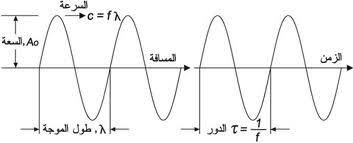 السرعة
c = f λ
السعة, Ao
المسافة
الزمن
λ, طول الموجة
الدور τ = 1/f